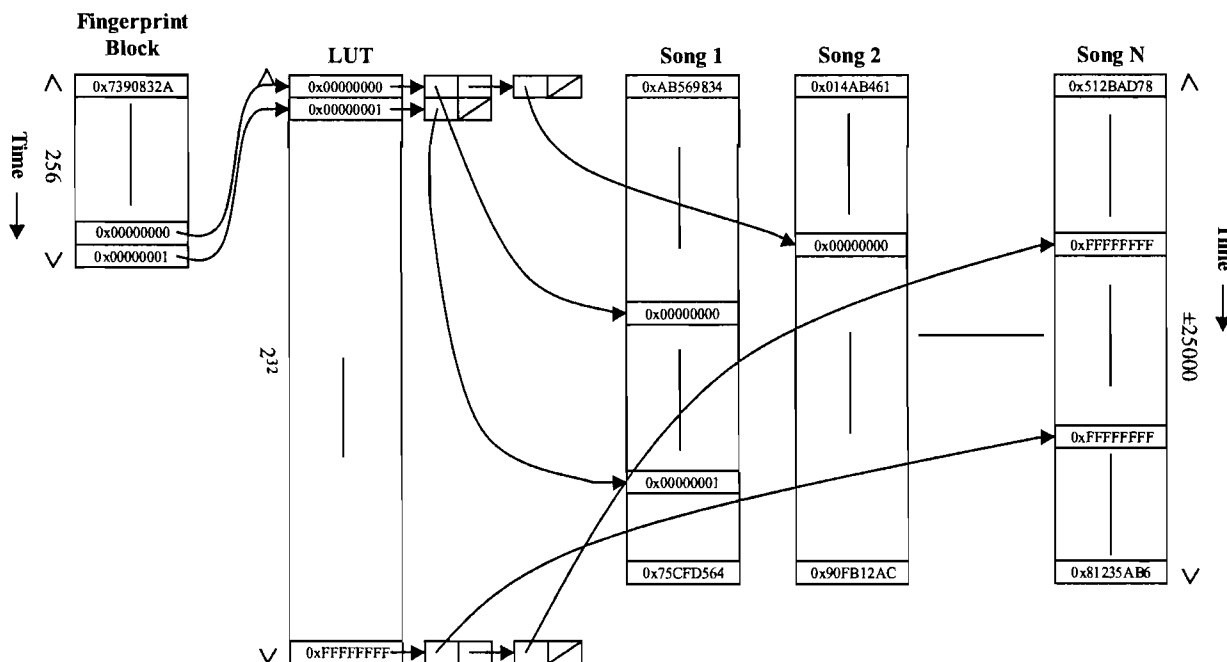 Fingerprint
Block
LUT
Song 1
Song 2
Song N
0x7390832A
0x00000000
0x00000001
0xAB569834
0x014AB461
0x512BAD78
Time
256
0x00000000
0x00000001
0x00000000
0xFFFFFFFF
0x00000000
2³²
Time
±25000
0xFFFFFFFF
0x00000001
0x75CFD564
0x90FB12AC
0x81235AB6
0xFFFFFFFF